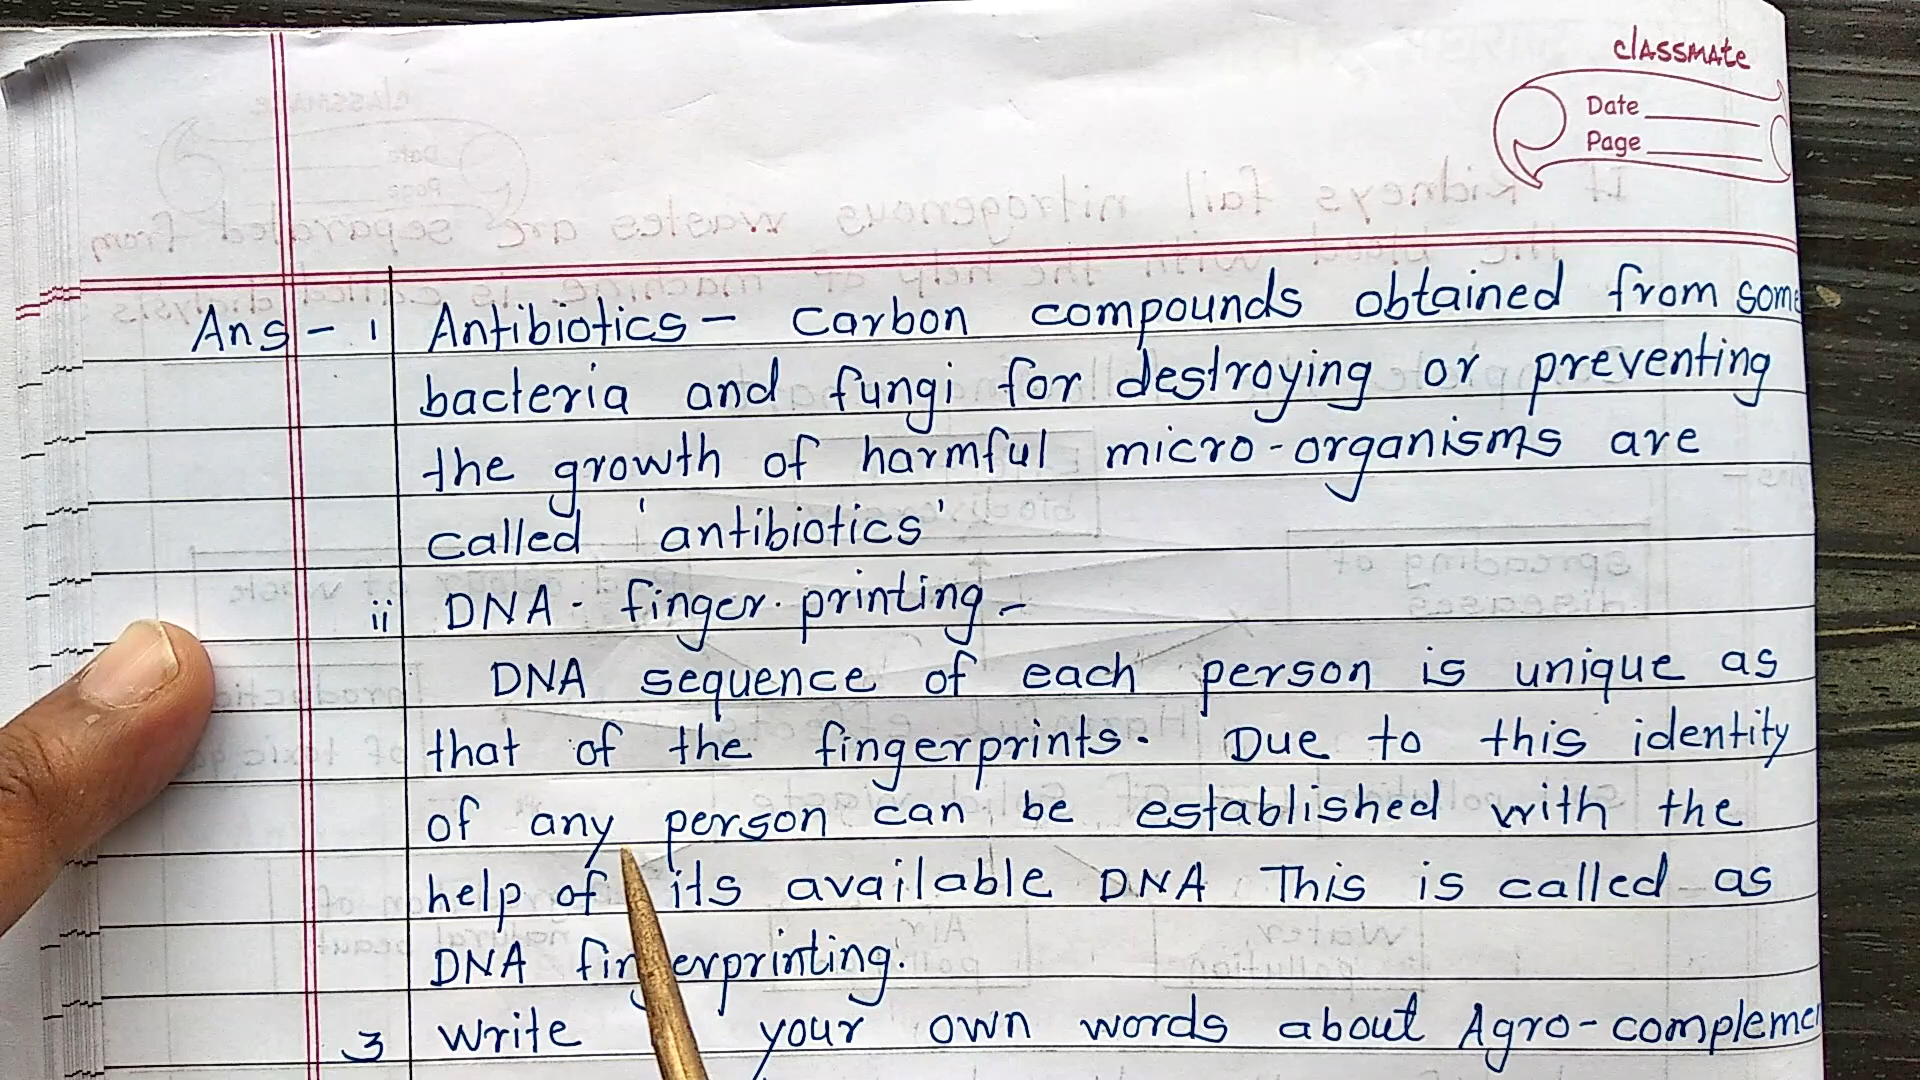 classmate
Date
Page
Ans - i Antibiotics - Carbon compounds obtained from some
bacteria and fungi for destroying or preventing
the growth of harmful micro-organisms are
called 'antibiotics'
ii DNA - finger - printing -
DNA sequence of each person is unique as
that of the fingerprints. Due to this identity
of any person can be established with the
help of its available DNA This is called as
DNA fingerprinting.
3 Write your own words about Agro-complemen